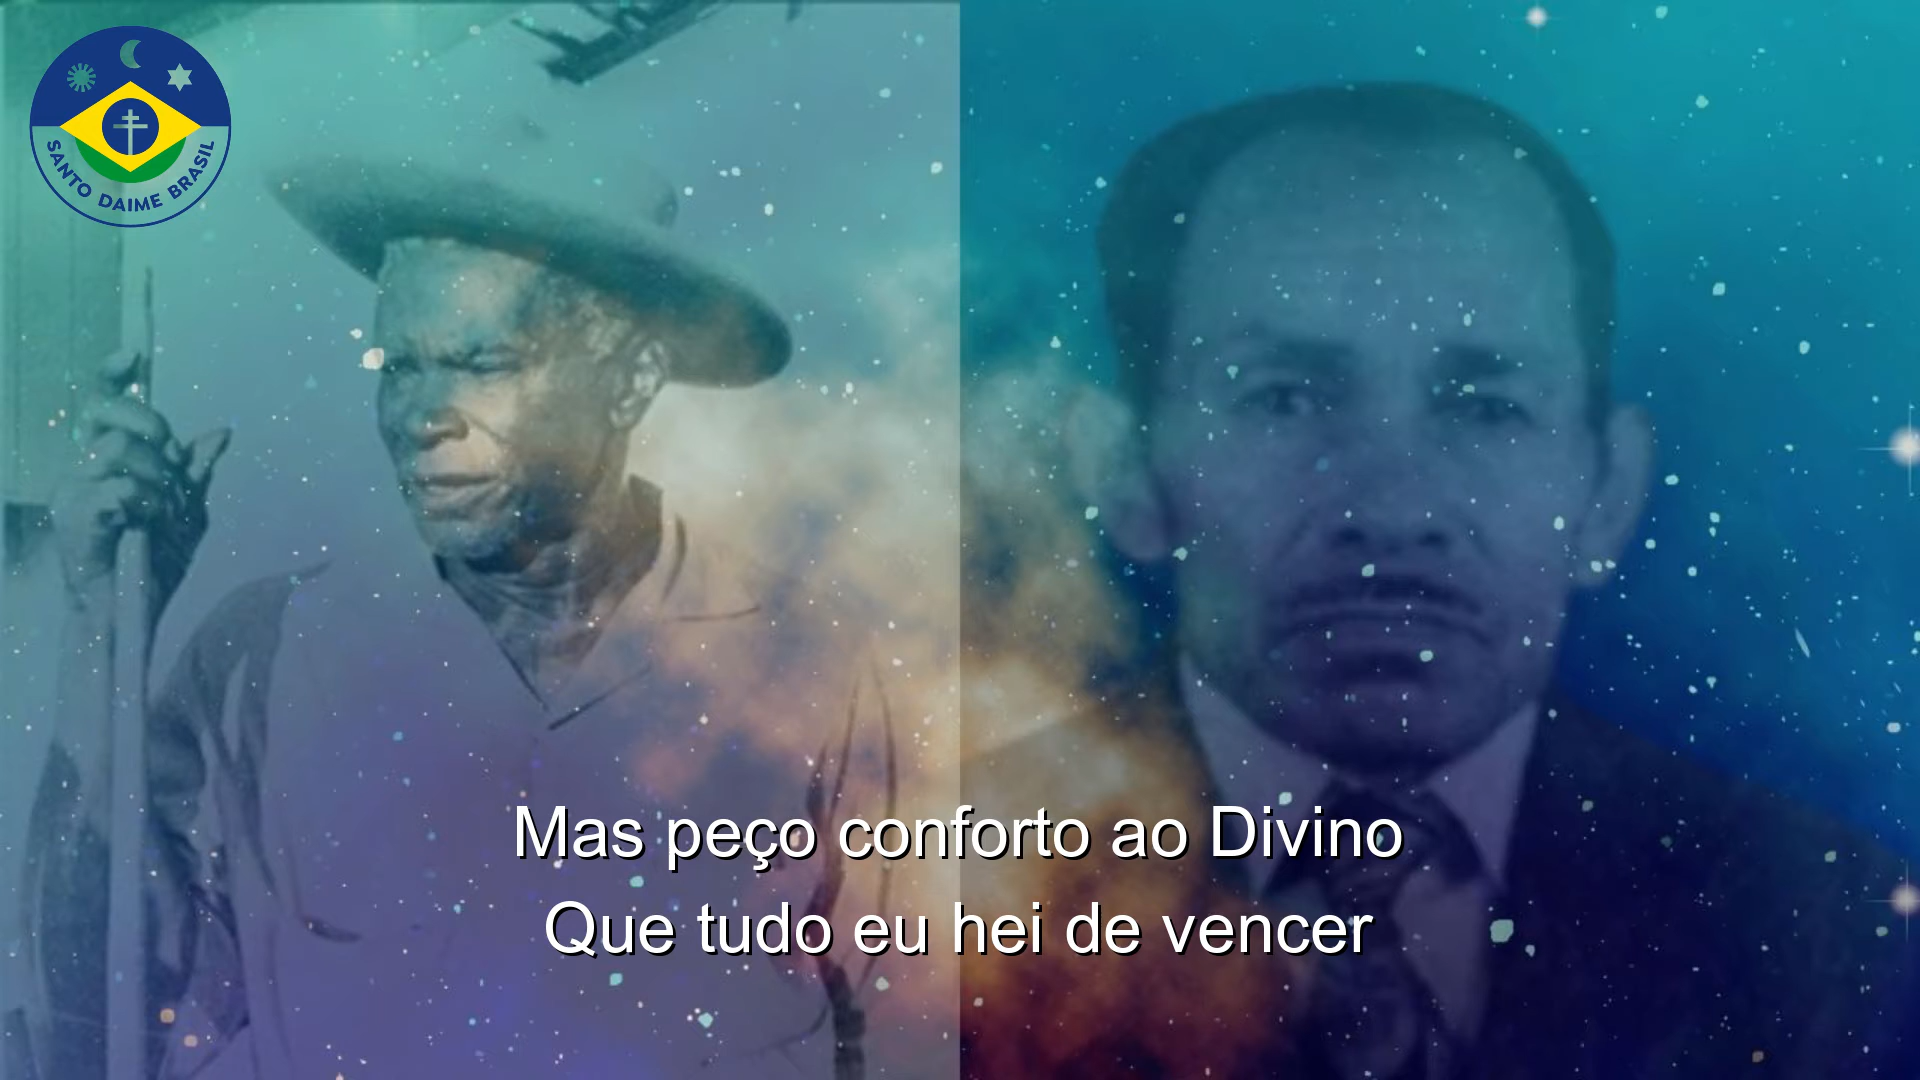 SANTO DAIME BRASIL
Mas peço conforto ao Divino
Que tudo eu hei de vencer